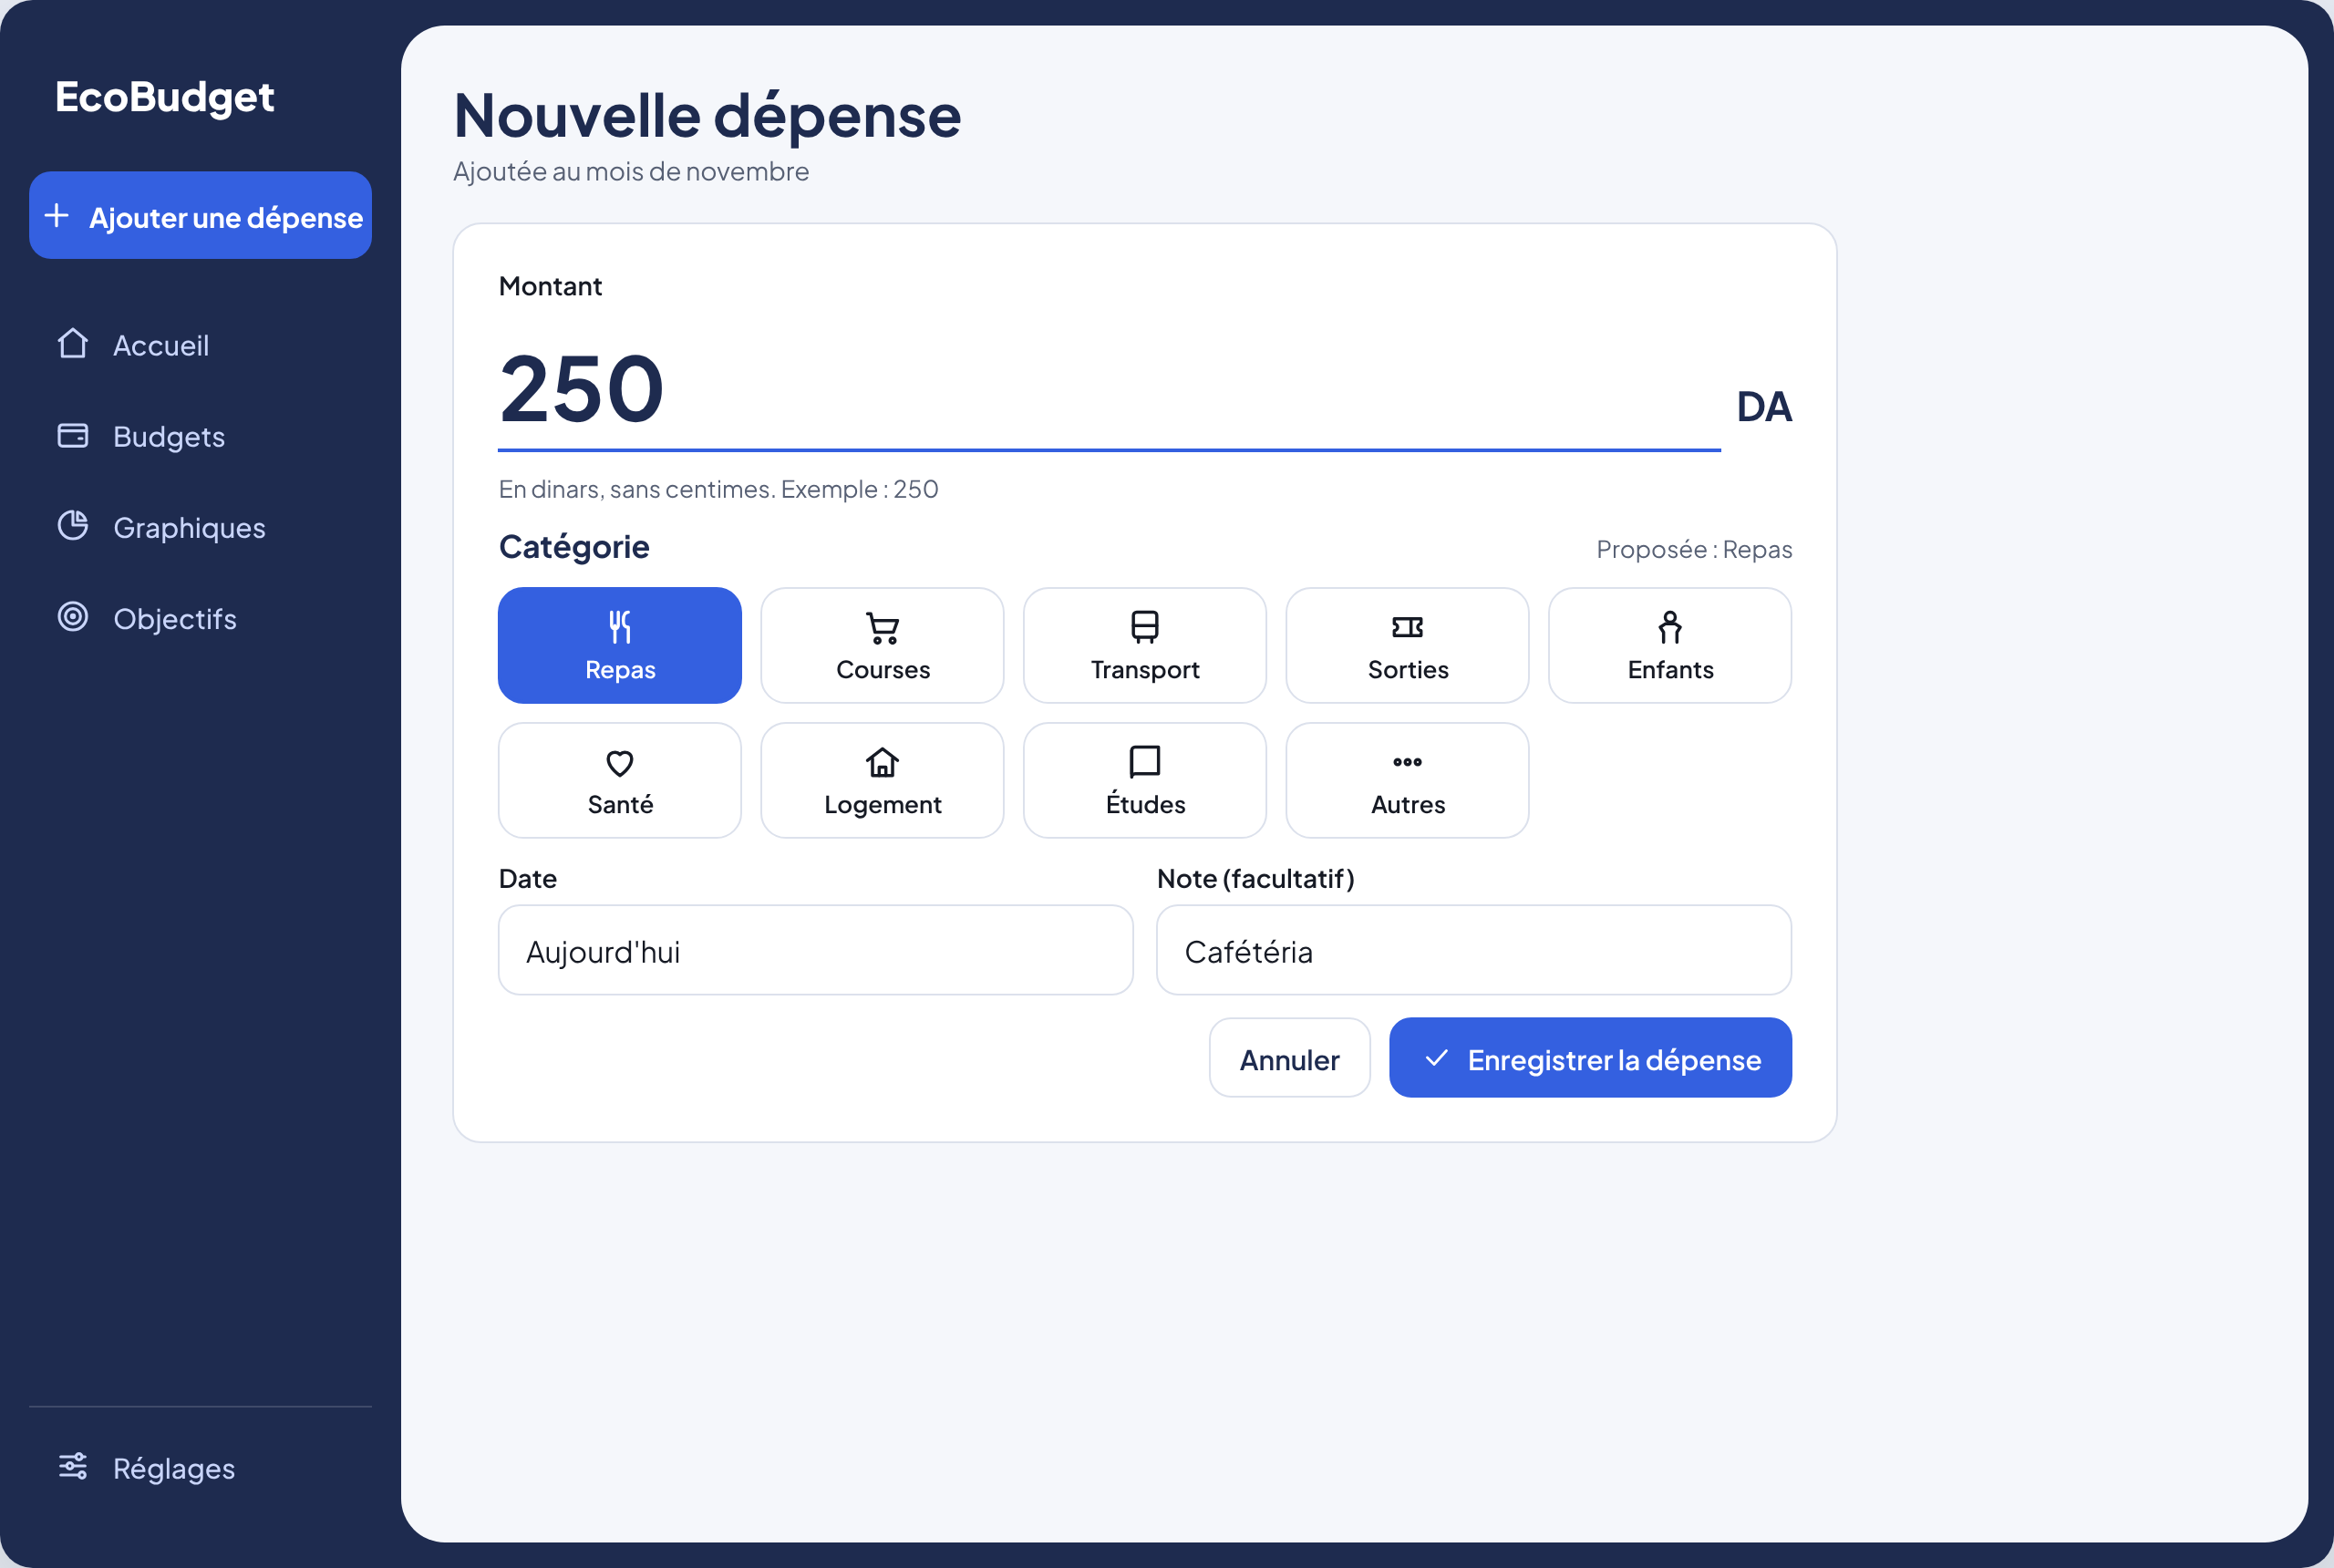 EcoBudget
Ajouter une dépense
Accueil
Budgets
Graphiques
Objectifs
Réglages
Nouvelle dépense
Ajoutée au mois de novembre
Montant
250 DA
En dinars, sans centimes. Exemple : 250
Catégorie Proposée : Repas
Repas Courses Transport Sorties Enfants
Santé Logement Études Autres
Date Note (facultatif)
Aujourd'hui Cafétéria
Annuler Enregistrer la dépense